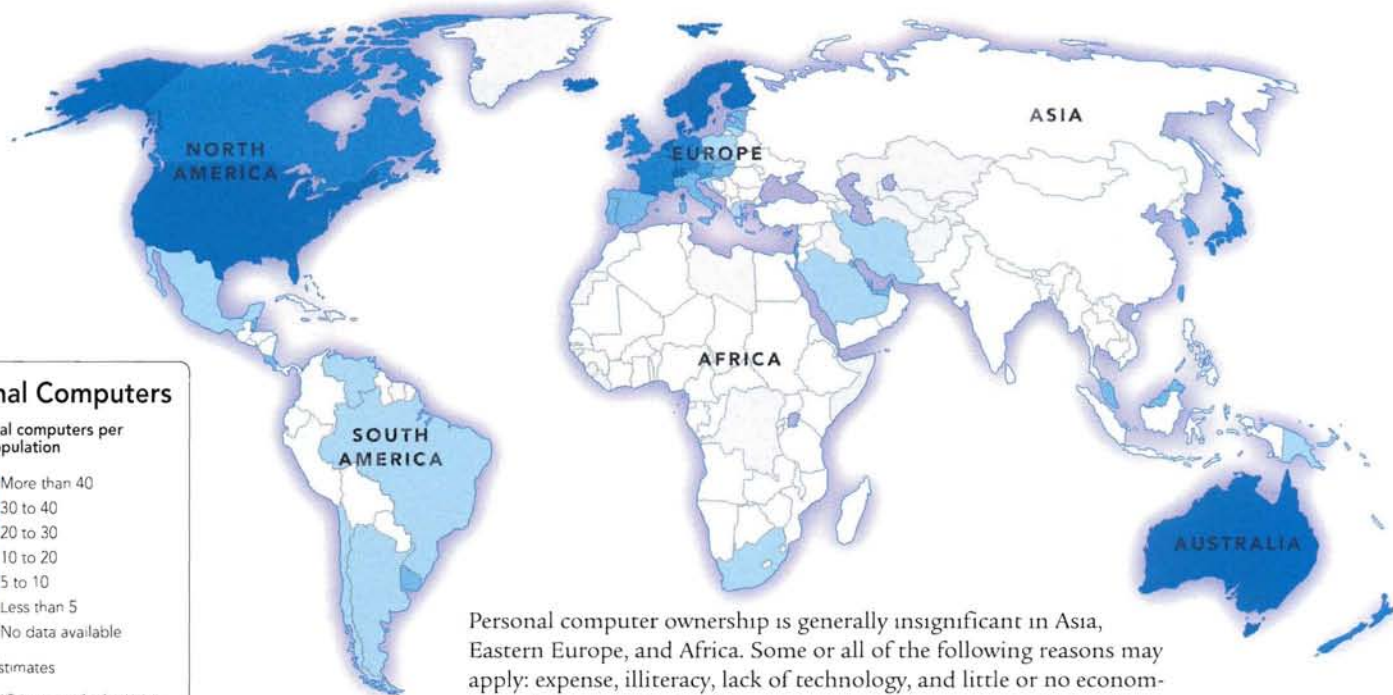 NORTH
AMERICA
EUROPE
ASIA
AFRICA
SOUTH
AMERICA
AUSTRALIA
nal Computers
al computers per
opulation
More than 40
30 to 40
20 to 30
10 to 20
5 to 10
Less than 5
No data available
stimates
Personal computer ownership is generally insignificant in Asia,
Eastern Europe, and Africa. Some or all of the following reasons may
apply: expense, illiteracy, lack of technology, and little or no econom-